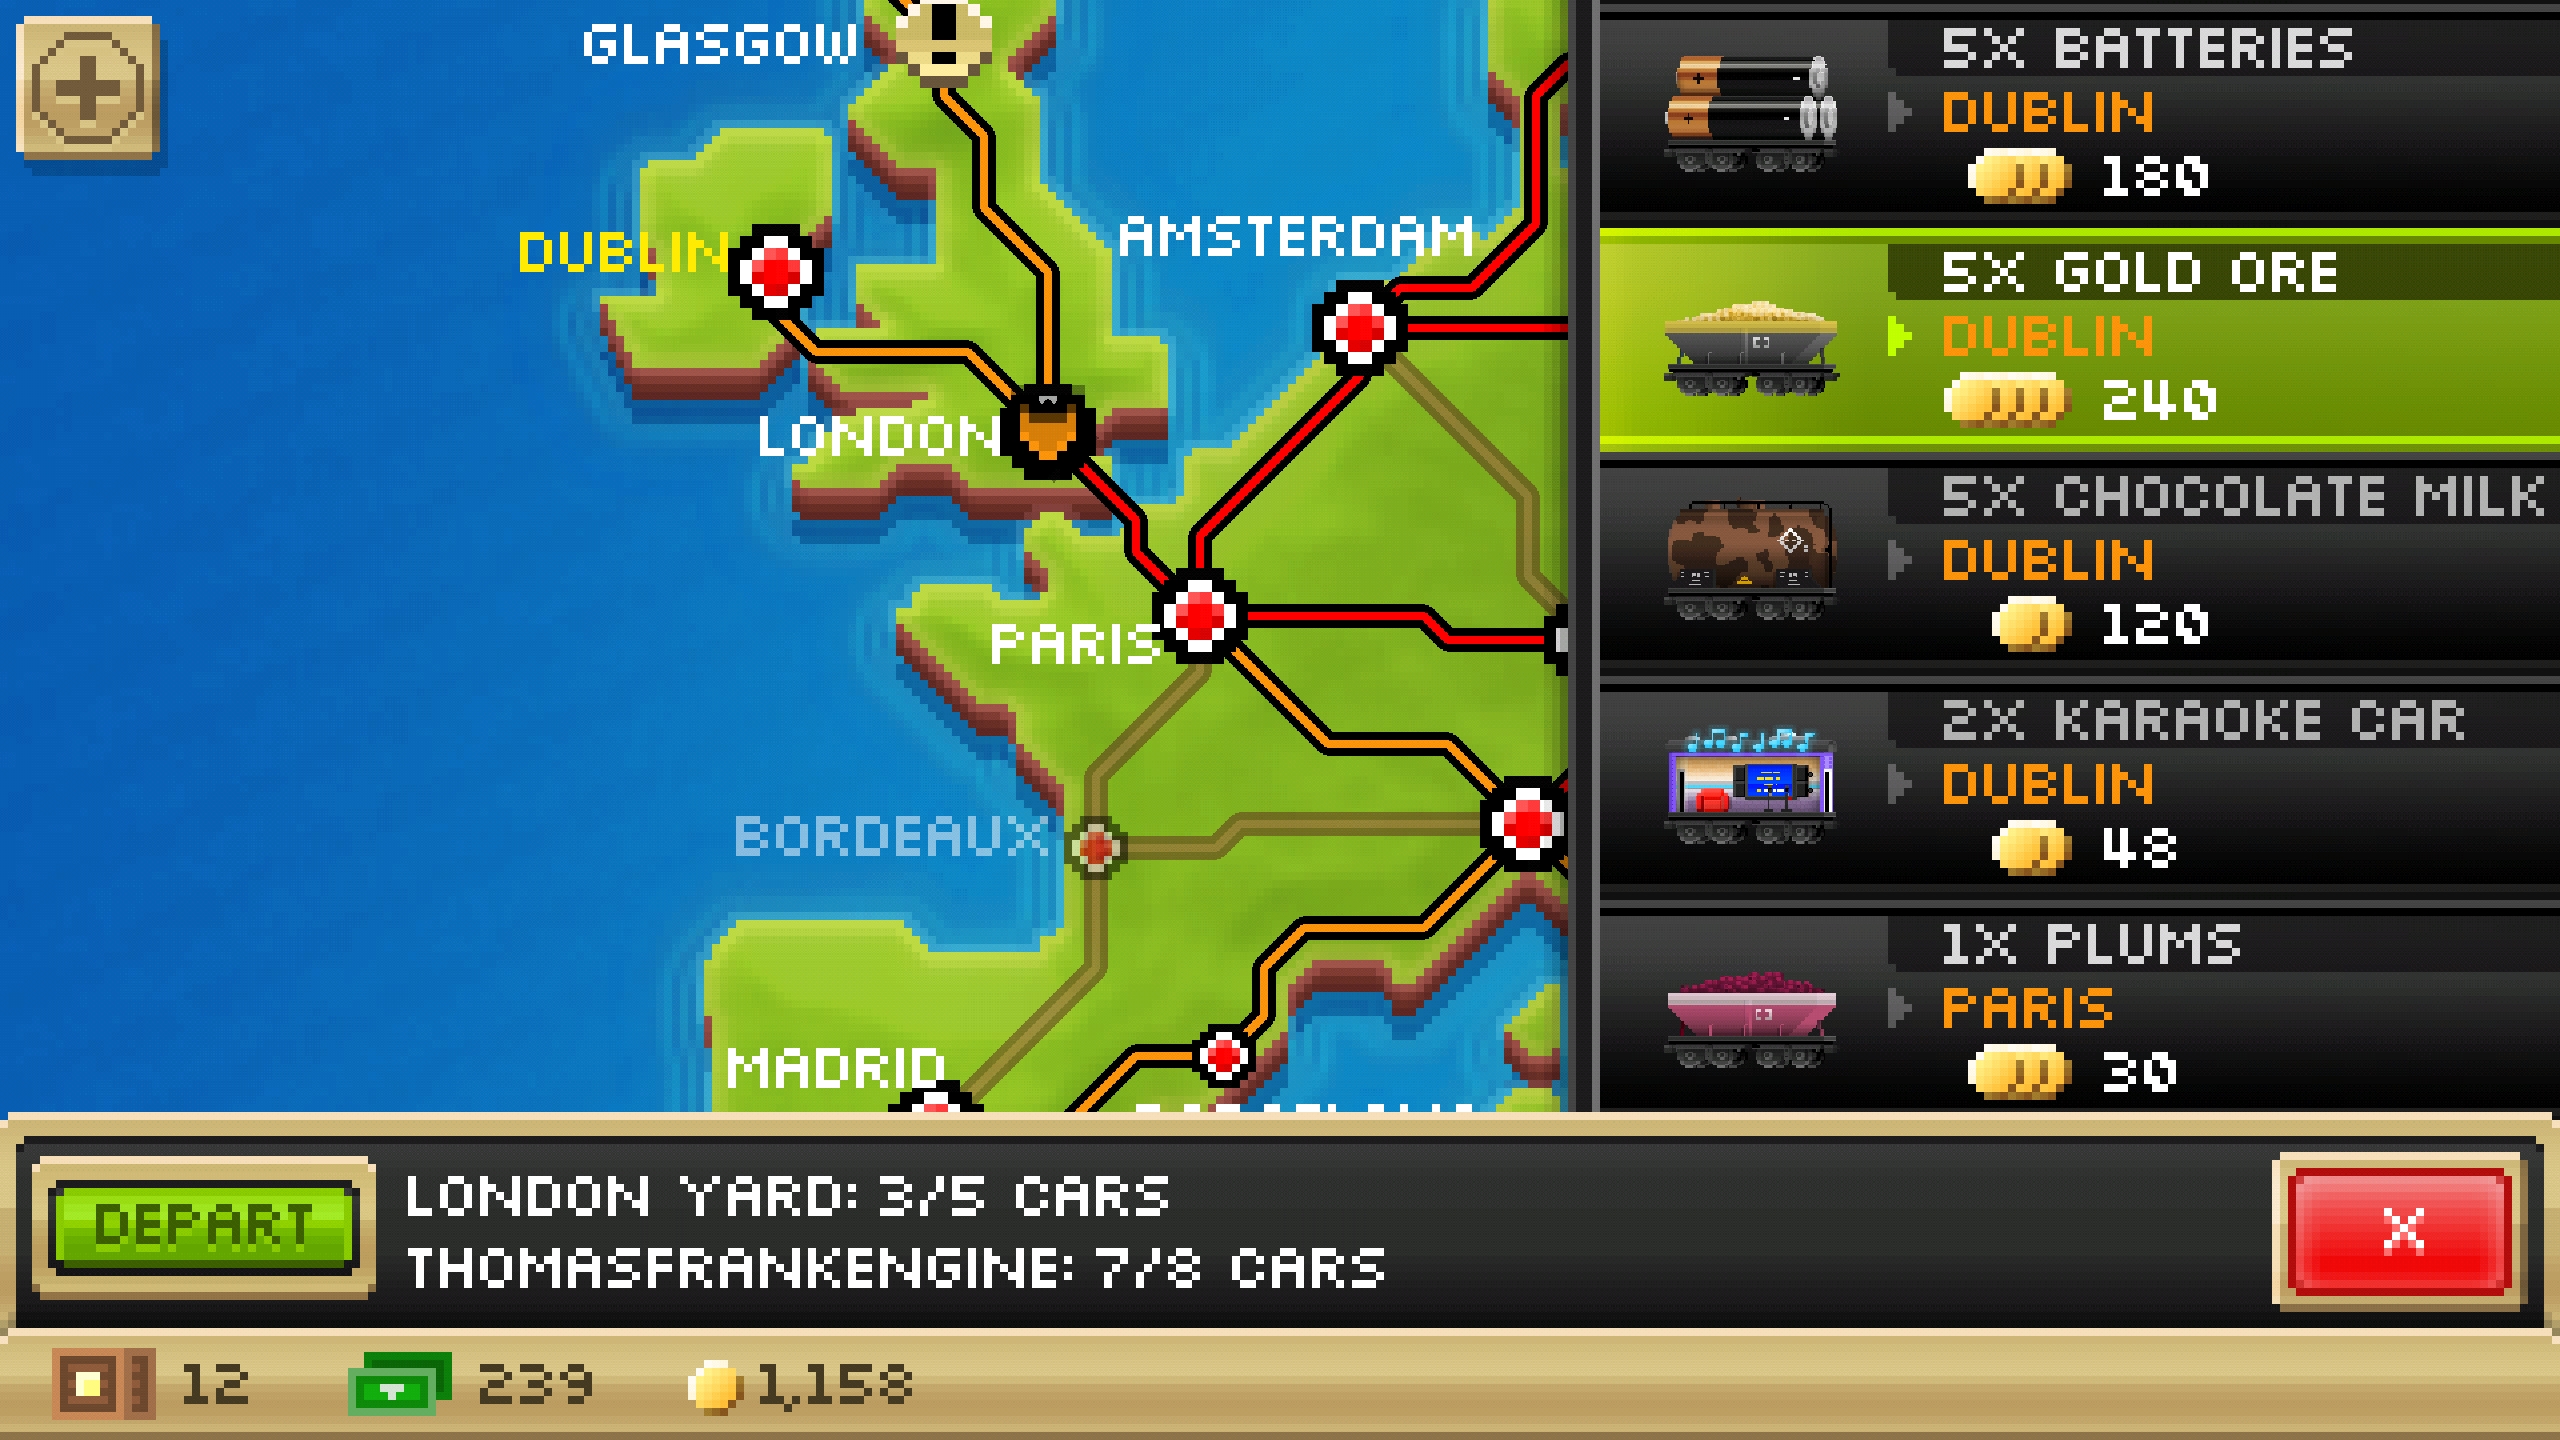 GLASGOW
DUBLIN
AMSTERDAM
LONDON
PARIS
BORDEAUX
MADRID
5X BATTERIES
DUBLIN
180
5X GOLD ORE
DUBLIN
240
5X CHOCOLATE MILK
DUBLIN
120
2X KARAOKE CAR
DUBLIN
48
1X PLUMS
PARIS
30
DEPART
LONDON YARD: 3/5 CARS
THOMASFRANKENGINE: 7/8 CARS
X
12
239
1,158